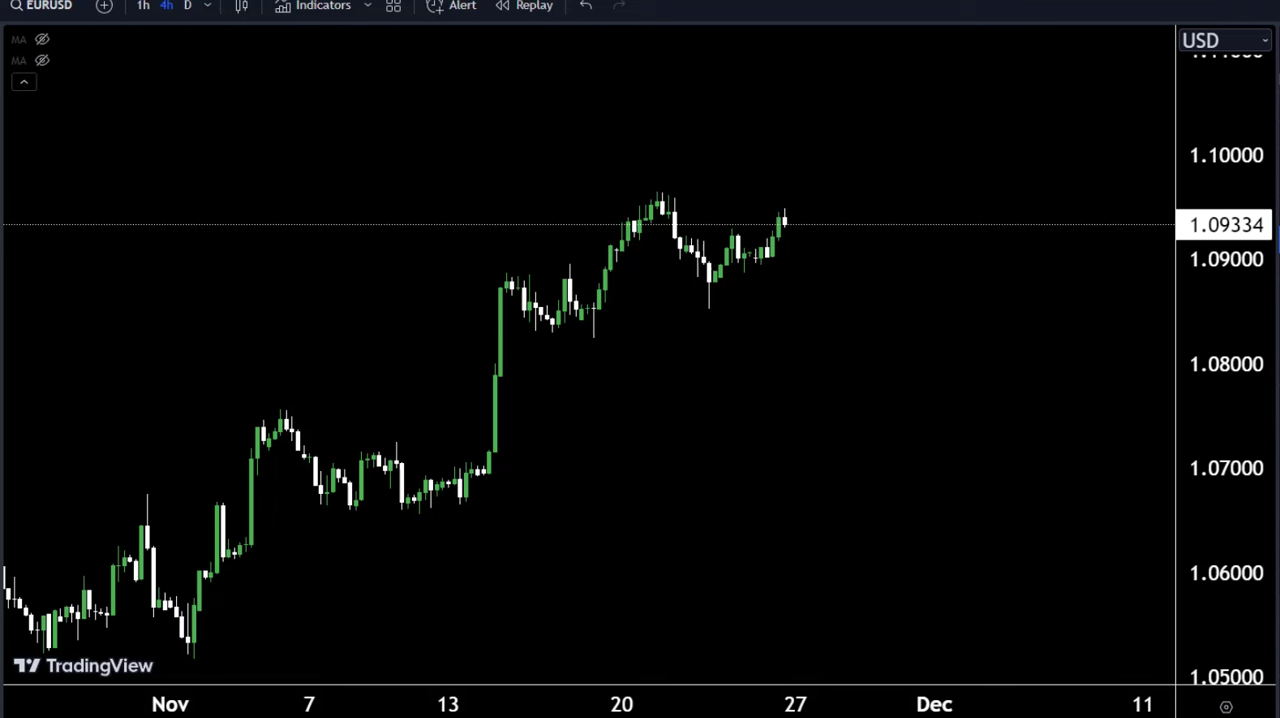 EURUSD 1h 4h D Indicators Alert Replay
MA
MA
USD
1.10000
1.09334
1.09000
1.08000
1.07000
1.06000
1.05000
TradingView
Nov 7 13 20 27 Dec 11